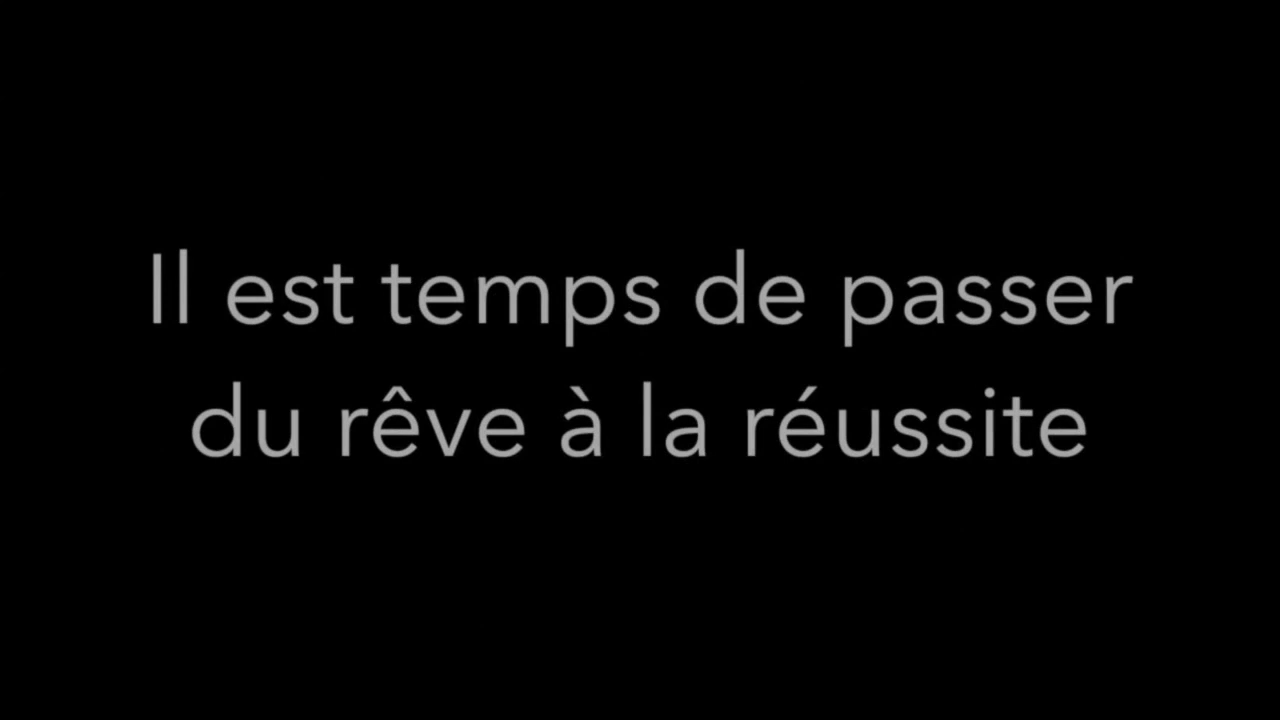 Il est temps de passer
du rêve à la réussite